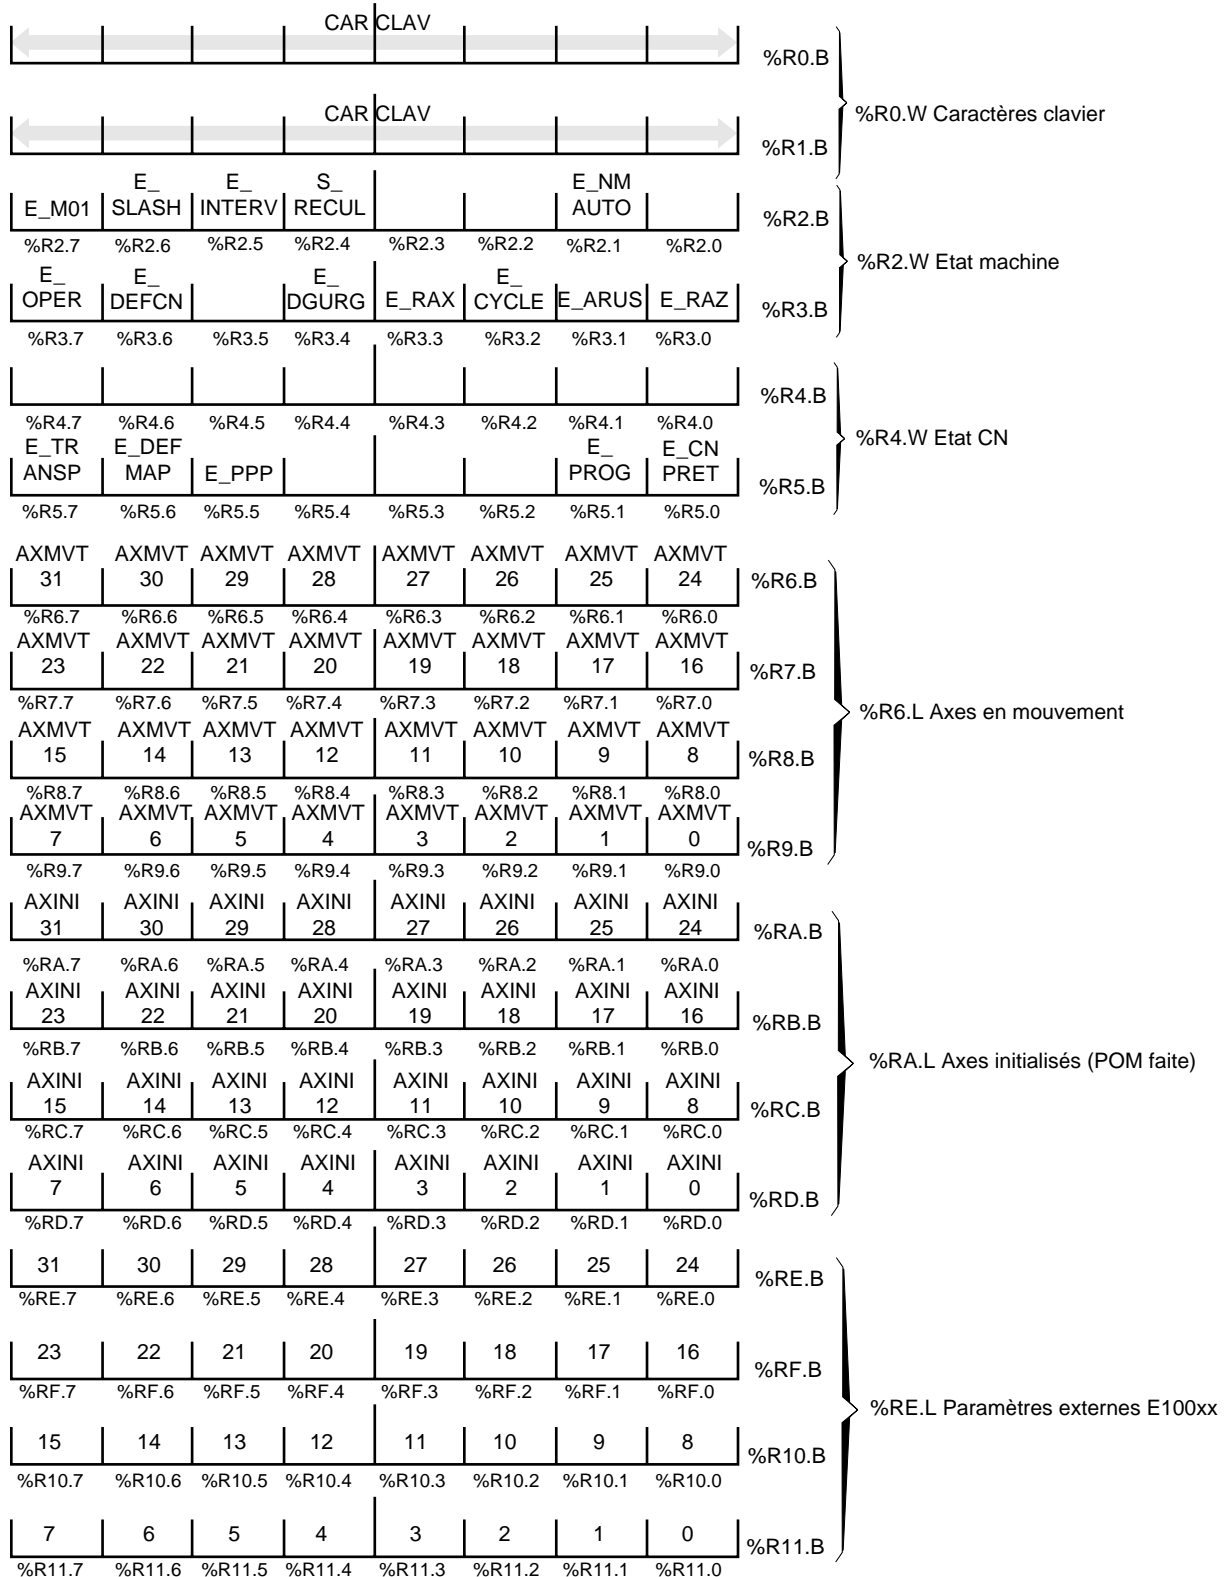 CAR CLAV
%R0.B
%R0.W Caractères clavier
CAR CLAV
%R1.B
E_ E_ S_ E_NM
E_M01 SLASH INTERV RECUL AUTO
%R2.B
%R2.7 %R2.6 %R2.5 %R2.4 %R2.3 %R2.2 %R2.1 %R2.0
%R2.W Etat machine
E_ E_ E_ E_
OPER DEFCN DGURG E_RAX CYCLE E_ARUS E_RAZ
%R3.B
%R3.7 %R3.6 %R3.5 %R3.4 %R3.3 %R3.2 %R3.1 %R3.0
%R4.B
%R4.7 %R4.6 %R4.5 %R4.4 %R4.3 %R4.2 %R4.1 %R4.0
%R4.W Etat CN
E_TR E_DEF E_ E_CN
ANSP MAP E_PPP PROG PRET
%R5.B
%R5.7 %R5.6 %R5.5 %R5.4 %R5.3 %R5.2 %R5.1 %R5.0
AXMVT AXMVT AXMVT AXMVT AXMVT AXMVT AXMVT AXMVT
31 30 29 28 27 26 25 24
%R6.B
%R6.7 %R6.6 %R6.5 %R6.4 %R6.3 %R6.2 %R6.1 %R6.0
AXMVT AXMVT AXMVT AXMVT AXMVT AXMVT AXMVT AXMVT
23 22 21 20 19 18 17 16
%R7.B
%R7.7 %R7.6 %R7.5 %R7.4 %R7.3 %R7.2 %R7.1 %R7.0
%R6.L Axes en mouvement
AXMVT AXMVT AXMVT AXMVT AXMVT AXMVT AXMVT AXMVT
15 14 13 12 11 10 9 8
%R8.B
%R8.7 %R8.6 %R8.5 %R8.4 %R8.3 %R8.2 %R8.1 %R8.0
AXMVT AXMVT AXMVT AXMVT AXMVT AXMVT AXMVT AXMVT
7 6 5 4 3 2 1 0
%R9.B
%R9.7 %R9.6 %R9.5 %R9.4 %R9.3 %R9.2 %R9.1 %R9.0
AXINI AXINI AXINI AXINI AXINI AXINI AXINI AXINI
31 30 29 28 27 26 25 24
%RA.B
%RA.7 %RA.6 %RA.5 %RA.4 %RA.3 %RA.2 %RA.1 %RA.0
AXINI AXINI AXINI AXINI AXINI AXINI AXINI AXINI
23 22 21 20 19 18 17 16
%RB.B
%RB.7 %RB.6 %RB.5 %RB.4 %RB.3 %RB.2 %RB.1 %RB.0
%RA.L Axes initialisés (POM faite)
AXINI AXINI AXINI AXINI AXINI AXINI AXINI AXINI
15 14 13 12 11 10 9 8
%RC.B
%RC.7 %RC.6 %RC.5 %RC.4 %RC.3 %RC.2 %RC.1 %RC.0
AXINI AXINI AXINI AXINI AXINI AXINI AXINI AXINI
7 6 5 4 3 2 1 0
%RD.B
%RD.7 %RD.6 %RD.5 %RD.4 %RD.3 %RD.2 %RD.1 %RD.0
31 30 29 28 27 26 25 24
%RE.B
%RE.7 %RE.6 %RE.5 %RE.4 %RE.3 %RE.2 %RE.1 %RE.0
23 22 21 20 19 18 17 16
%RF.B
%RF.7 %RF.6 %RF.5 %RF.4 %RF.3 %RF.2 %RF.1 %RF.0
%RE.L Paramètres externes E100xx
15 14 13 12 11 10 9 8
%R10.B
%R10.7 %R10.6 %R10.5 %R10.4 %R10.3 %R10.2 %R10.1 %R10.0
7 6 5 4 3 2 1 0
%R11.B
%R11.7 %R11.6 %R11.5 %R11.4 %R11.3 %R11.2 %R11.1 %R11.0